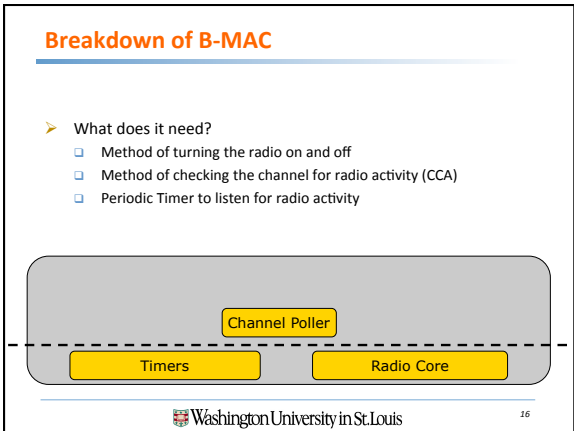 Breakdown of B-MAC
What does it need?
Method of turning the radio on and off
Method of checking the channel for radio activity (CCA)
Periodic Timer to listen for radio activity
Channel Poller
Timers
Radio Core
Washington University in St.Louis
16